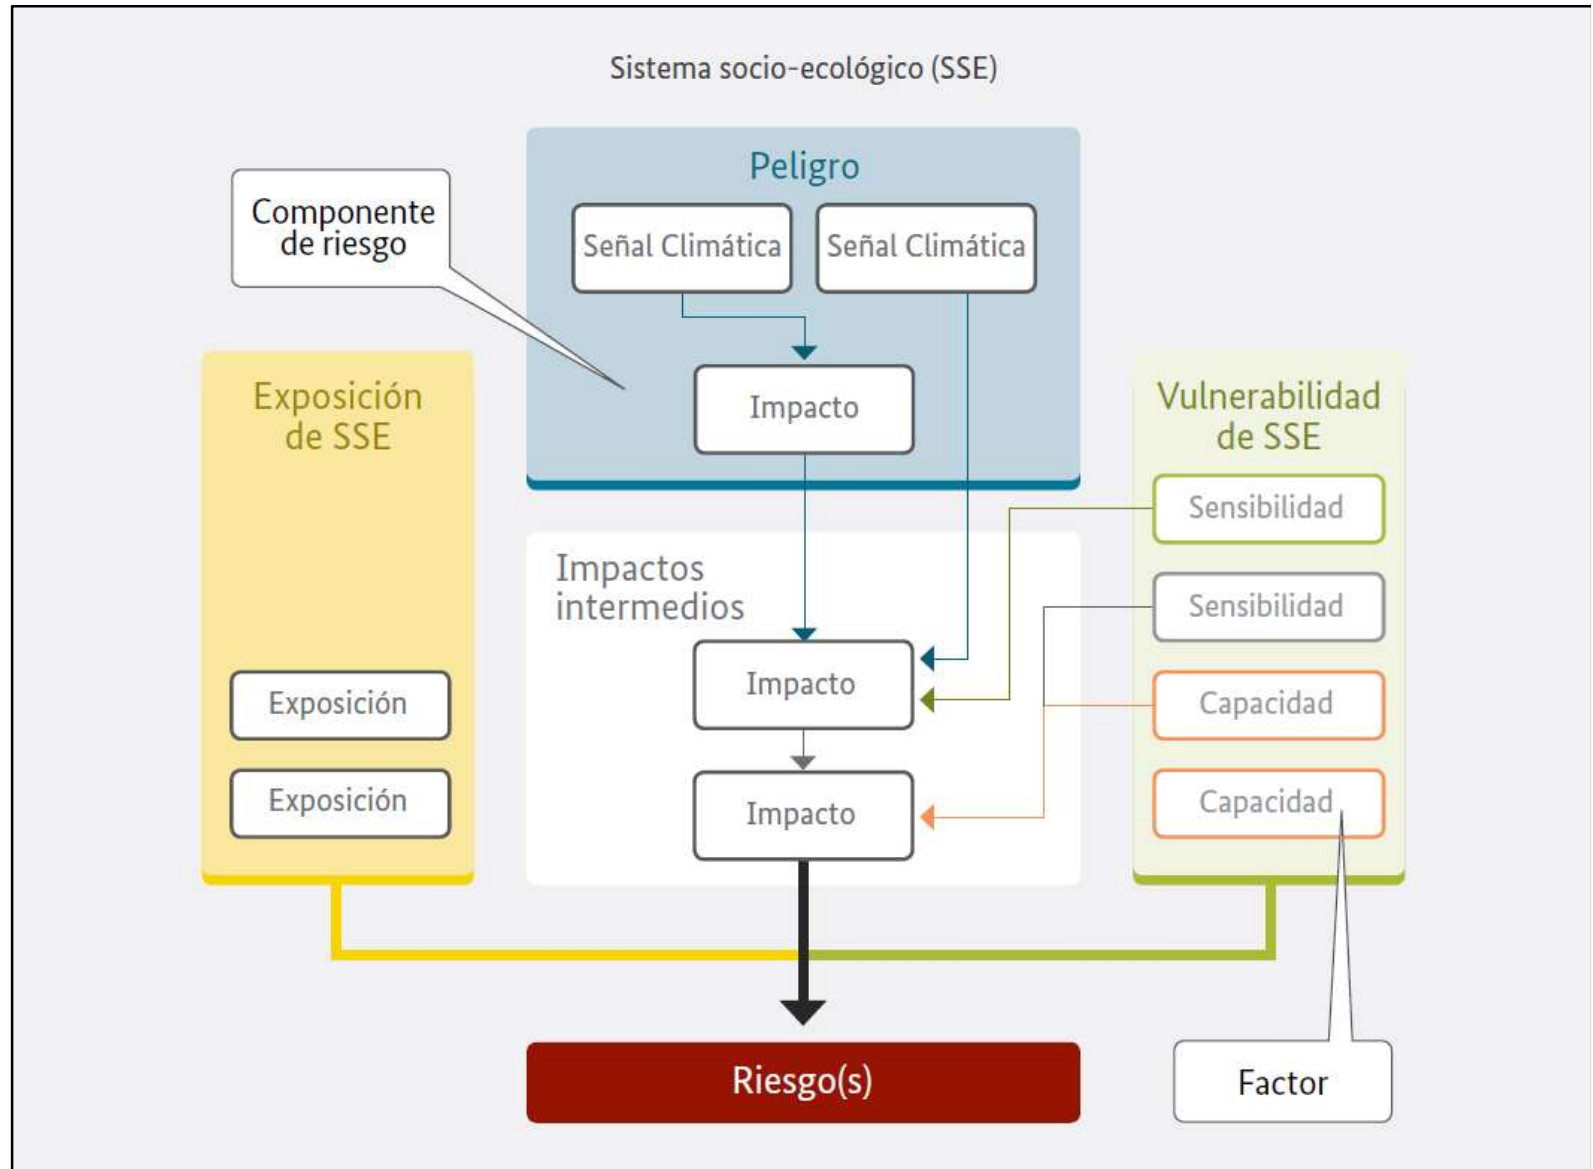 Sistema socio-ecológico (SSE)
Peligro
Componente
de riesgo
Señal Climática
Señal Climática
Impacto
Exposición
de SSE
Vulnerabilidad
de SSE
Sensibilidad
Impactos
intermedios
Sensibilidad
Impacto
Exposición
Capacidad
Impacto
Exposición
Capacidad
Riesgo(s)
Factor